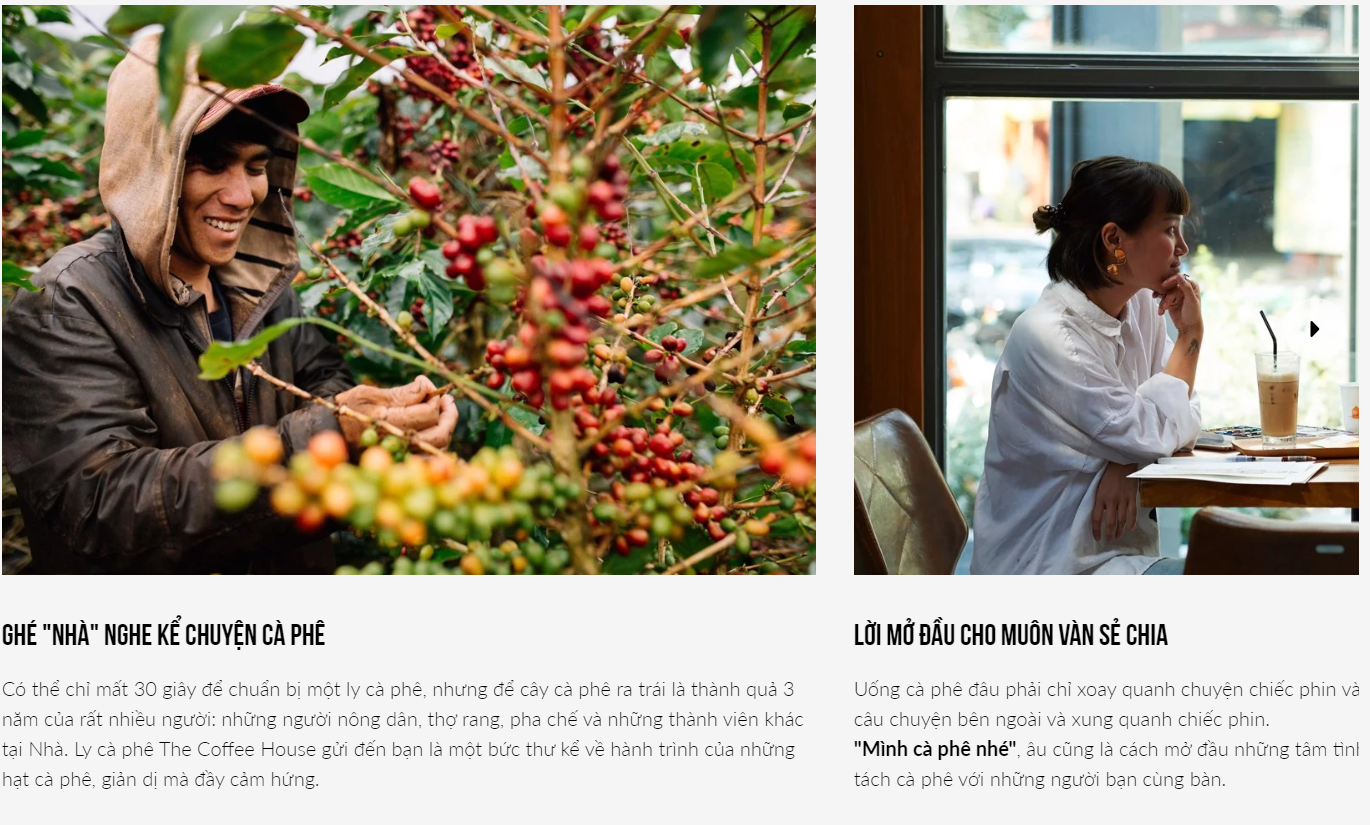 GHÉ "NHÀ" NGHE KỂ CHUYỆN CÀ PHÊ
Có thể chỉ mất 30 giây để chuẩn bị một ly cà phê, nhưng để cây cà phê ra trái là thành quả 3
năm của rất nhiều người: những người nông dân, thợ rang, pha chế và những thành viên khác
tại Nhà. Ly cà phê The Coffee House gửi đến bạn là một bức thư kể về hành trình của những
hạt cà phê, giản dị mà đầy cảm hứng.
LỜI MỞ ĐẦU CHO MUÔN VÀN SẺ CHIA
Uống cà phê đâu phải chỉ xoay quanh chuyện chiếc phin và
câu chuyện bên ngoài và xung quanh chiếc phin.
"Mình cà phê nhé", âu cũng là cách mở đầu những tâm tình
tách cà phê với những người bạn cùng bàn.